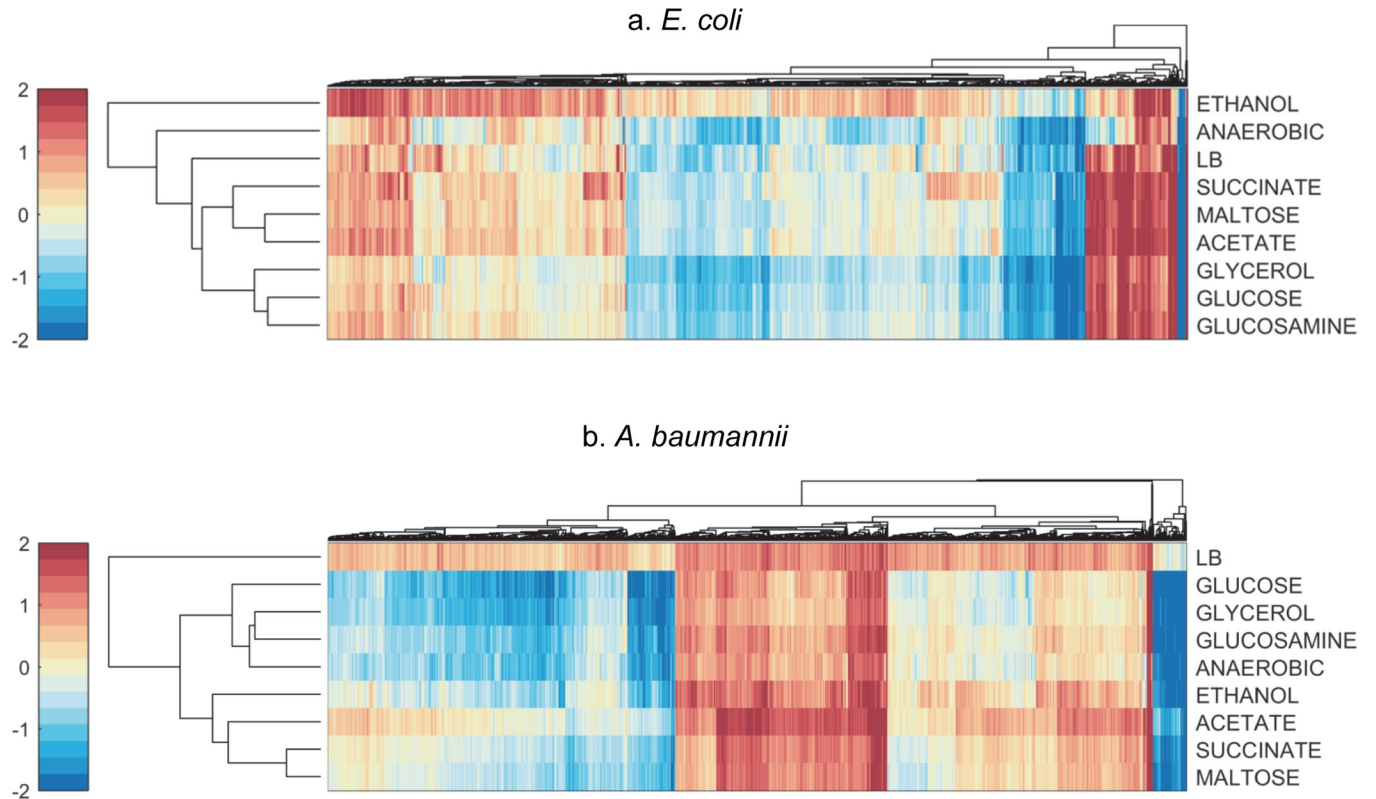 a. E. coli
2
1
0
-1
-2
ETHANOL
ANAEROBIC
LB
SUCCINATE
MALTOSE
ACETATE
GLYCEROL
GLUCOSE
GLUCOSAMINE
b. A. baumannii
2
1
0
-1
-2
LB
GLUCOSE
GLYCEROL
GLUCOSAMINE
ANAEROBIC
ETHANOL
ACETATE
SUCCINATE
MALTOSE